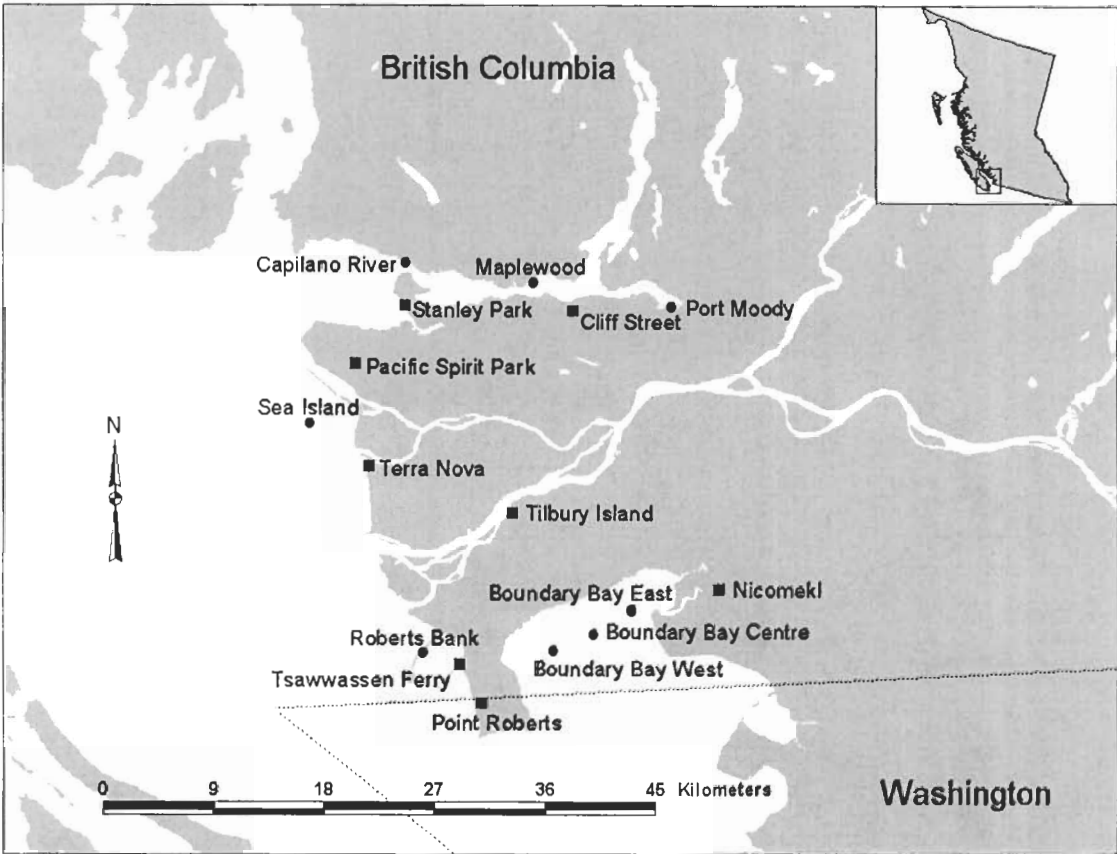 British Columbia
Capilano River
Maplewood
Stanley Park
Cliff Street
Port Moody
Pacific Spirit Park
Sea Island
N
Terra Nova
Tilbury Island
Boundary Bay East
Nicomekl
Roberts Bank
Boundary Bay Centre
Tsawwassen Ferry
Boundary Bay West
Point Roberts
0 9 18 27 36 45 Kilometers
Washington